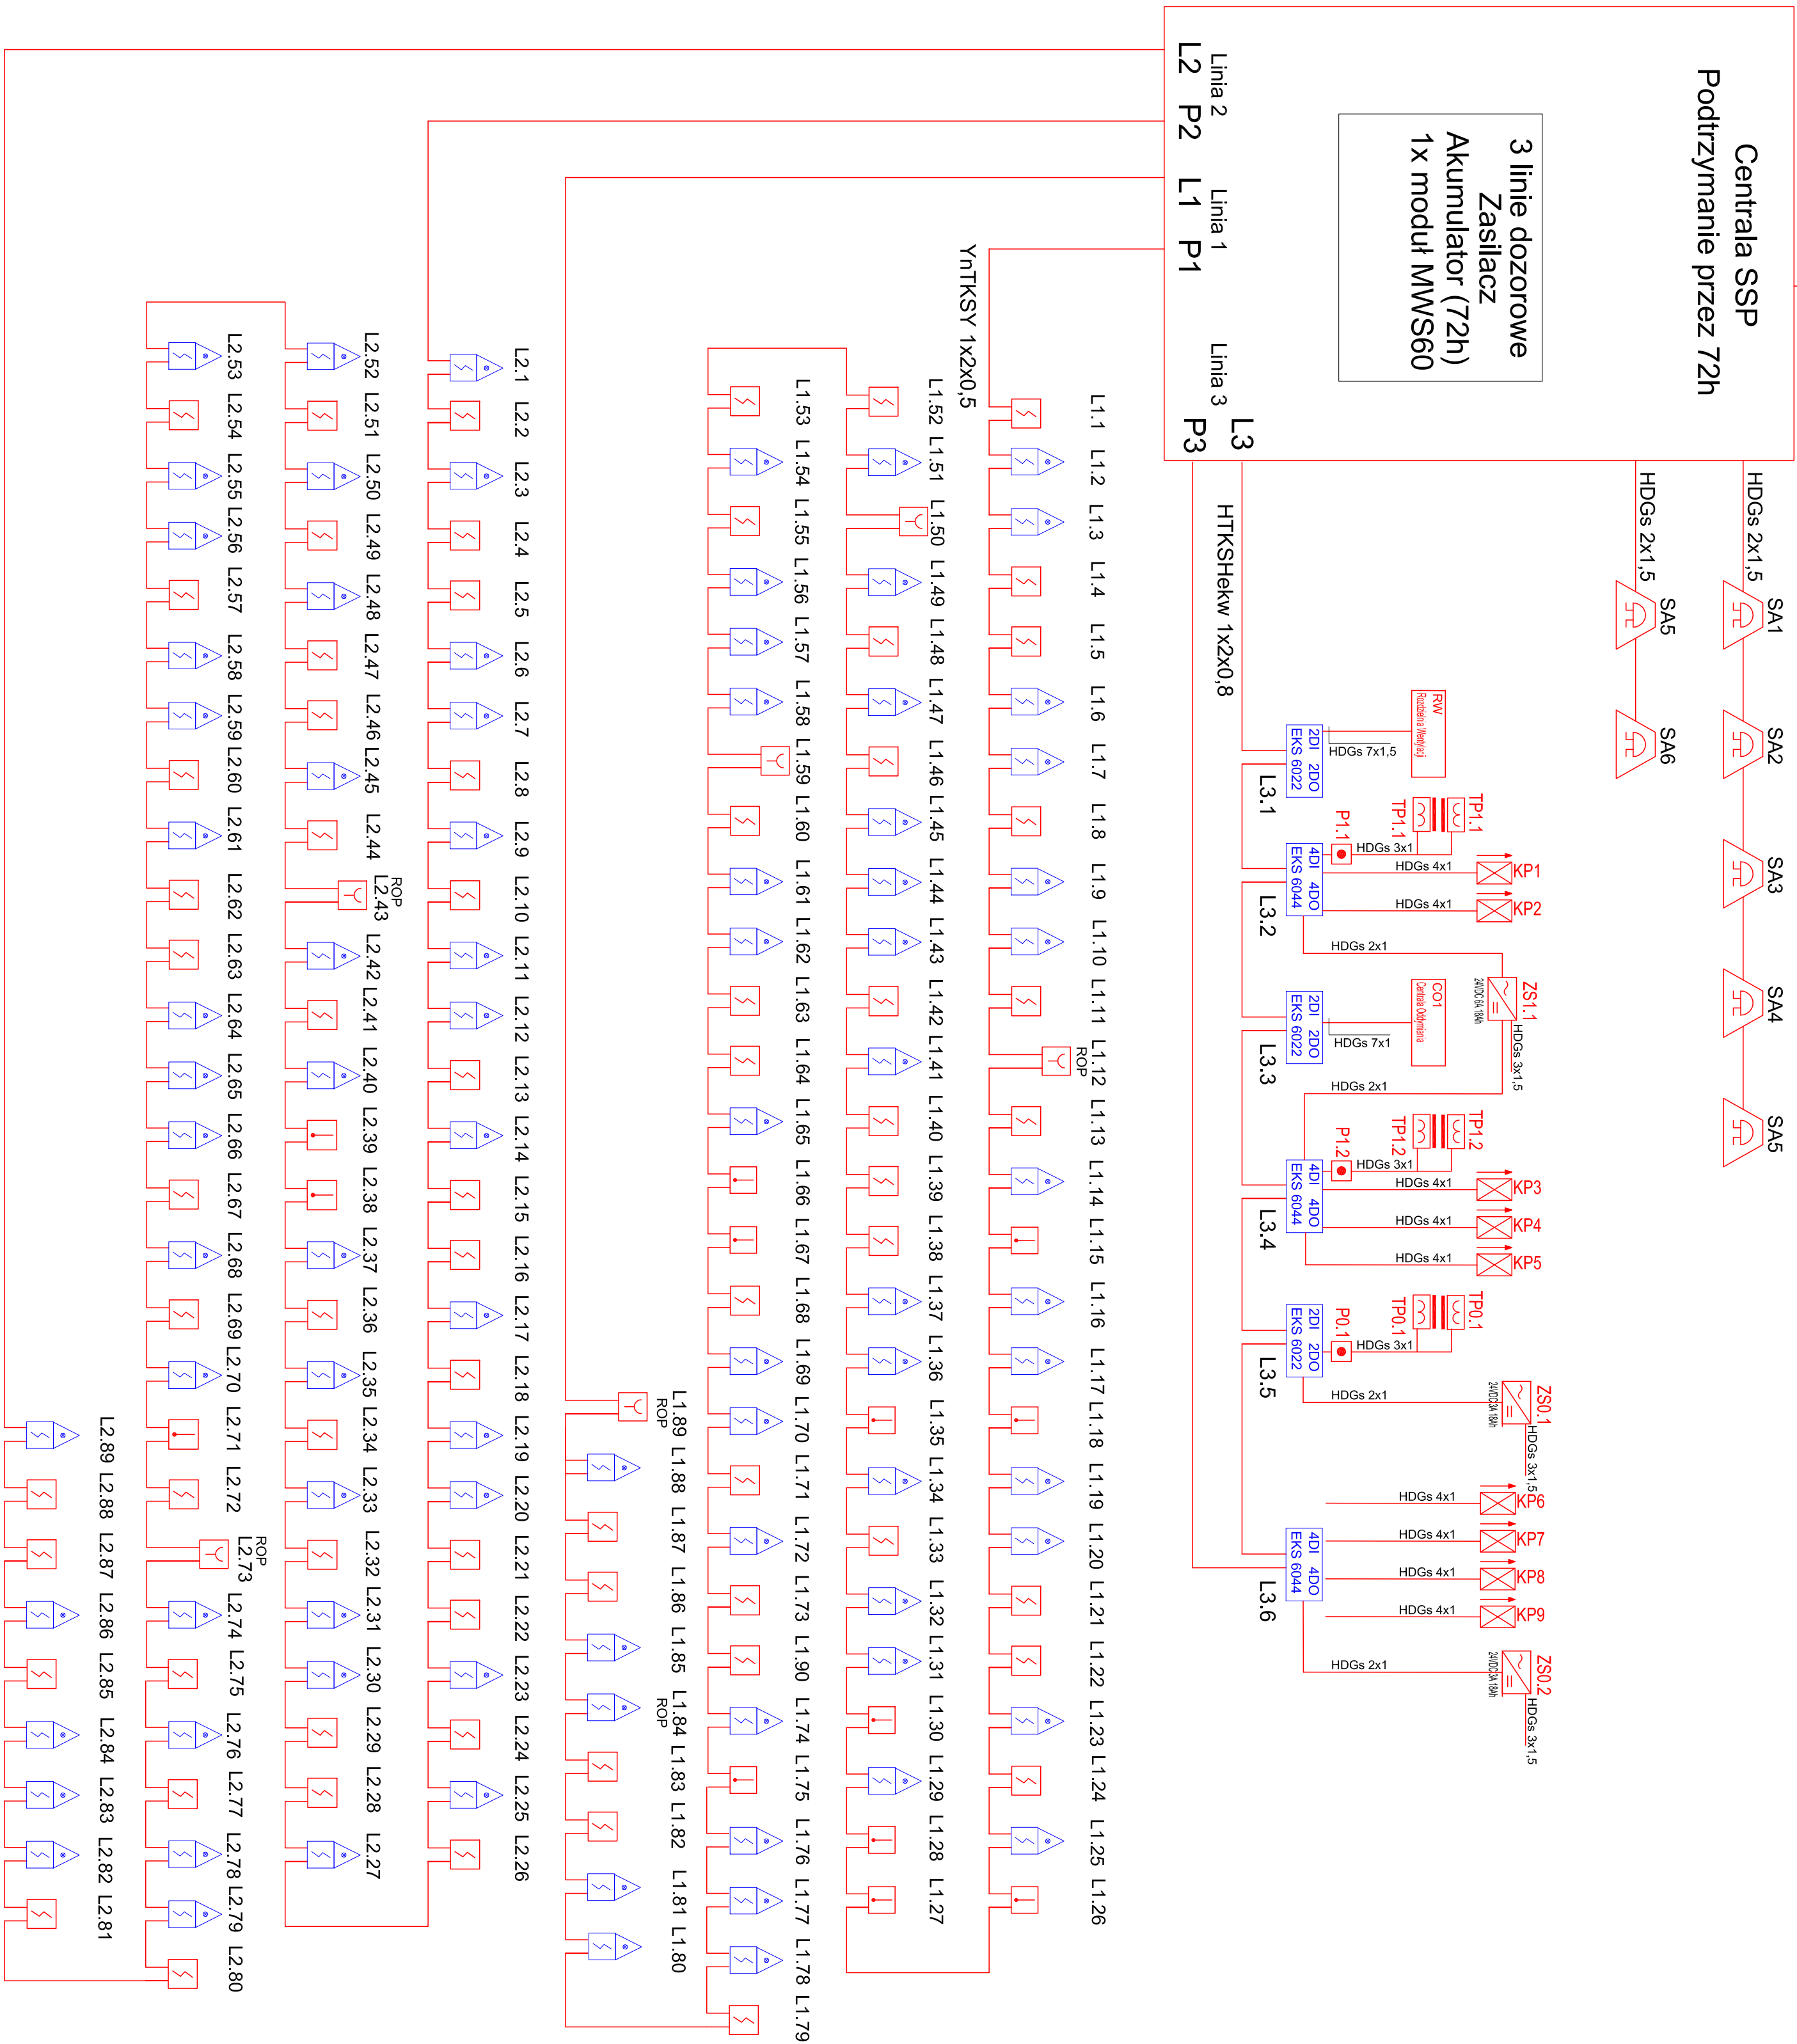 Centrala SSP
Podtrzymanie przez 72h
3 linie dozorowe
Zasilacz
Akumulator (72h)
1x moduł MWS60
Linia 2
L2 P2
Linia 1
L1 P1
Linia 3
L3
P3
HDGs 2x1,5
SA1 SA2 SA3 SA4 SA5
HDGs 2x1,5
SA5 SA6
HTKSHekw 1x2x0,8
RW
Rozdzielnia Wentylacji
HDGs 7x1,5
2DI 2DO
EKS 6022
L3.1
TP1.1
TP1.1
P1.1
HDGs 3x1
HDGs 4x1
KP1
HDGs 4x1
KP2
4DI 4DO
EKS 6044
L3.2
HDGs 2x1
ZS1.1
24VDC 6A 18Ah
HDGs 3x1,5
CO1
Centrala Oddymiania
HDGs 7x1
2DI 2DO
EKS 6022
L3.3
HDGs 2x1
TP1.2
TP1.2
P1.2
HDGs 3x1
HDGs 4x1
KP3
HDGs 4x1
KP4
HDGs 4x1
KP5
4DI 4DO
EKS 6044
L3.4
TP0.1
TP0.1
P0.1
HDGs 3x1
2DI 2DO
EKS 6022
L3.5
HDGs 2x1
ZS0.1
24VDC3A 18Ah
HDGs 3x1,5
HDGs 4x1
KP6
HDGs 4x1
KP7
HDGs 4x1
KP8
HDGs 4x1
KP9
4DI 4DO
EKS 6044
L3.6
HDGs 2x1
ZS0.2
24VDC3A 18Ah
HDGs 3x1,5
YnTKSY 1x2x0,5
L1.1 L1.2 L1.3 L1.4 L1.5 L1.6 L1.7 L1.8 L1.9 L1.10 L1.11 L1.12 L1.13 L1.14 L1.15 L1.16 L1.17 L1.18 L1.19 L1.20 L1.21 L1.22 L1.23 L1.24 L1.25 L1.26
ROP
L1.52 L1.51 L1.50 L1.49 L1.48 L1.47 L1.46 L1.45 L1.44 L1.43 L1.42 L1.41 L1.40 L1.39 L1.38 L1.37 L1.36 L1.35 L1.34 L1.33 L1.32 L1.31 L1.30 L1.29 L1.28 L1.27
L1.53 L1.54 L1.55 L1.56 L1.57 L1.58 L1.59 L1.60 L1.61 L1.62 L1.63 L1.64 L1.65 L1.66 L1.67 L1.68 L1.69 L1.70 L1.71 L1.72 L1.73 L1.90 L1.74 L1.75 L1.76 L1.77 L1.78 L1.79
L1.89 L1.88 L1.87 L1.86 L1.85 L1.84 L1.83 L1.82 L1.81 L1.80
ROP ROP
L2.1 L2.2 L2.3 L2.4 L2.5 L2.6 L2.7 L2.8 L2.9 L2.10 L2.11 L2.12 L2.13 L2.14 L2.15 L2.16 L2.17 L2.18 L2.19 L2.20 L2.21 L2.22 L2.23 L2.24 L2.25 L2.26
ROP
L2.52 L2.51 L2.50 L2.49 L2.48 L2.47 L2.46 L2.45 L2.44 L2.43 L2.42 L2.41 L2.40 L2.39 L2.38 L2.37 L2.36 L2.35 L2.34 L2.33 L2.32 L2.31 L2.30 L2.29 L2.28 L2.27
ROP
L2.53 L2.54 L2.55 L2.56 L2.57 L2.58 L2.59 L2.60 L2.61 L2.62 L2.63 L2.64 L2.65 L2.66 L2.67 L2.68 L2.69 L2.70 L2.71 L2.72 L2.73 L2.74 L2.75 L2.76 L2.77 L2.78 L2.79 L2.80
L2.89 L2.88 L2.87 L2.86 L2.85 L2.84 L2.83 L2.82 L2.81